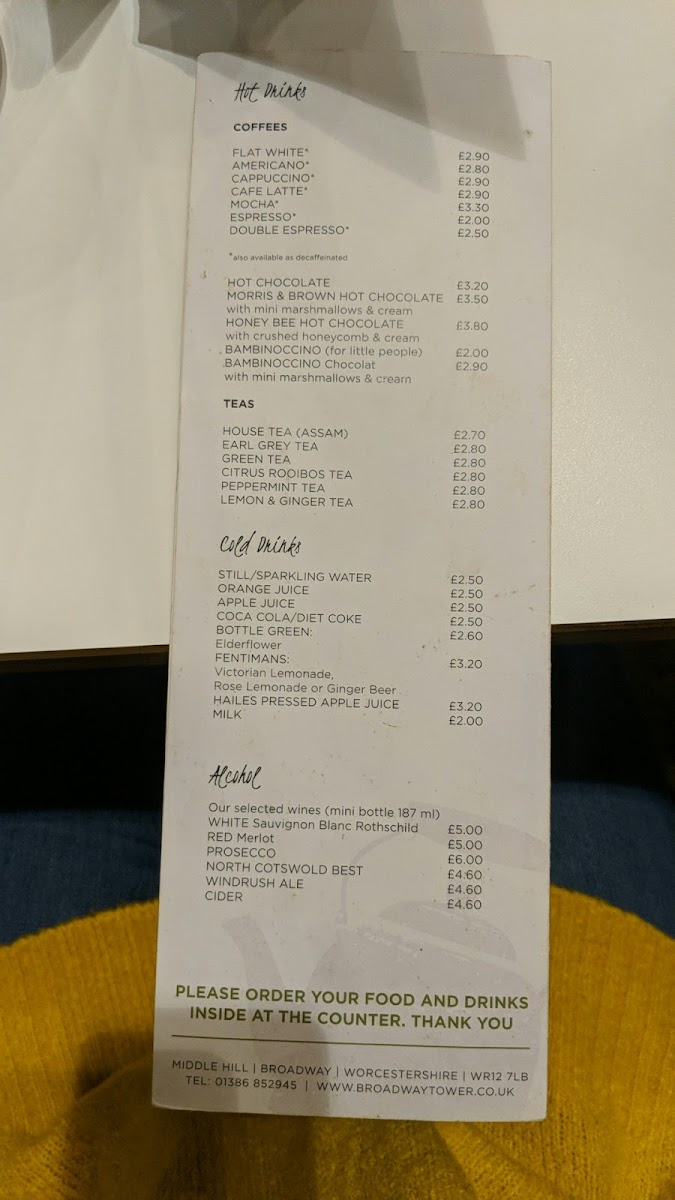 Hot Drinks
COFFEES
FLAT WHITE* £2.90
AMERICANO* £2.80
CAPPUCCINO* £2.90
CAFE LATTE* £2.90
MOCHA* £3.30
ESPRESSO* £2.00
DOUBLE ESPRESSO* £2.50
*also available as decaffeinated
HOT CHOCOLATE £3.20
MORRIS & BROWN HOT CHOCOLATE £3.50
with mini marshmallows & cream
HONEY BEE HOT CHOCOLATE £3.80
with crushed honeycomb & cream
BAMBINOCCINO (for little people) £2.00
BAMBINOCCINO Chocolat £2.90
with mini marshmallows & cream
TEAS
HOUSE TEA (ASSAM) £2.70
EARL GREY TEA £2.80
GREEN TEA £2.80
CITRUS ROOIBOS TEA £2.80
PEPPERMINT TEA £2.80
LEMON & GINGER TEA £2.80
Cold Drinks
STILL/SPARKLING WATER £2.50
ORANGE JUICE £2.50
APPLE JUICE £2.50
COCA COLA/DIET COKE £2.50
BOTTLE GREEN: £2.60
Elderflower
FENTIMANS: £3.20
Victorian Lemonade,
Rose Lemonade or Ginger Beer
HAILES PRESSED APPLE JUICE £3.20
MILK £2.00
Alcohol
Our selected wines (mini bottle 187 ml)
WHITE Sauvignon Blanc Rothschild £5.00
RED Merlot £5.00
PROSECCO £6.00
NORTH COTSWOLD BEST £4.60
WINDRUSH ALE £4.60
CIDER £4.60
PLEASE ORDER YOUR FOOD AND DRINKS
INSIDE AT THE COUNTER. THANK YOU
MIDDLE HILL | BROADWAY | WORCESTERSHIRE | WR12 7LB
TEL: 01386 852945 | WWW.BROADWAYTOWER.CO.UK